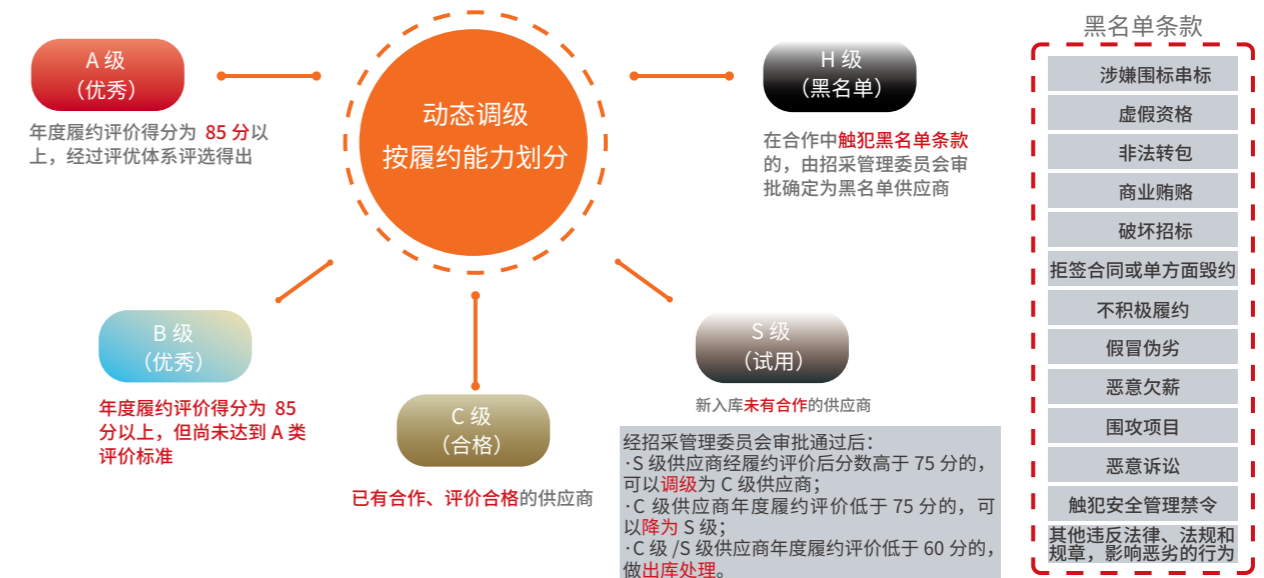 黑名单条款
A 级
（优秀）
年度履约评价得分为 85 分以
上，经过评优体系评选得出
动态调级
按履约能力划分
H 级
（黑名单）
在合作中触犯黑名单条款
的，由招采管理委员会审
批确定为黑名单供应商
B 级
（优秀）
年度履约评价得分为 85
分以上，但尚未达到 A 类
评价标准
C 级
（合格）
已有合作、评价合格的供应商
S 级
（试用）
新入库未有合作的供应商
经招采管理委员会审批通过后：
·S 级供应商经履约评价后分数高于 75 分的，
可以调级为 C 级供应商；
·C 级供应商年度履约评价低于 75 分的，可
以降为 S 级；
·C 级 /S 级供应商年度履约评价低于 60 分的，
做出库处理。
涉嫌围标串标
虚假资格
非法转包
商业贿赂
破坏招标
拒签合同或单方面毁约
不积极履约
假冒伪劣
恶意欠薪
围攻项目
恶意诉讼
触犯安全管理禁令
其他违反法律、法规和
规章，影响恶劣的行为